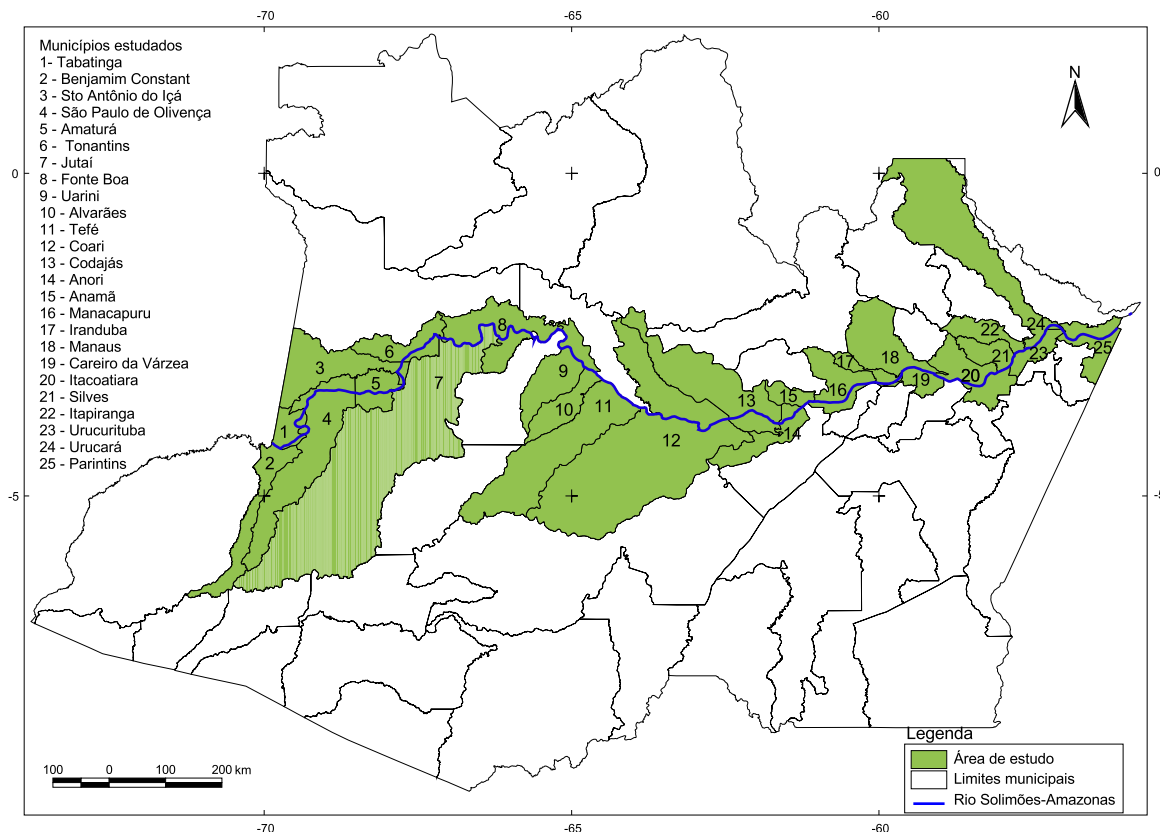 -70 -65 -60
Municípios estudados
1- Tabatinga
2 - Benjamim Constant
3 - Sto Antônio do Içá
4 - São Paulo de Olivença
5 - Amaturá
6 - Tonantins
7 - Jutaí
8 - Fonte Boa
9 - Uarini
10 - Alvarães
11 - Tefé
12 - Coari
13 - Codajás
14 - Anori
15 - Anamã
16 - Manacapuru
17 - Iranduba
18 - Manaus
19 - Careiro da Várzea
20 - Itacoatiara
21 - Silves
22 - Itapiranga
23 - Urucurituba
24 - Urucará
25 - Parintins
N
0 0
8
24
22
23
25
6
21
17
18
3
9
7
5
20
19
15
16
13
10
11
4
1
14
12
2
5
-5 -5
Legenda
Área de estudo
Limites municipais
Rio Solimões-Amazonas
100 0 100 200 km
-70 -65 -60